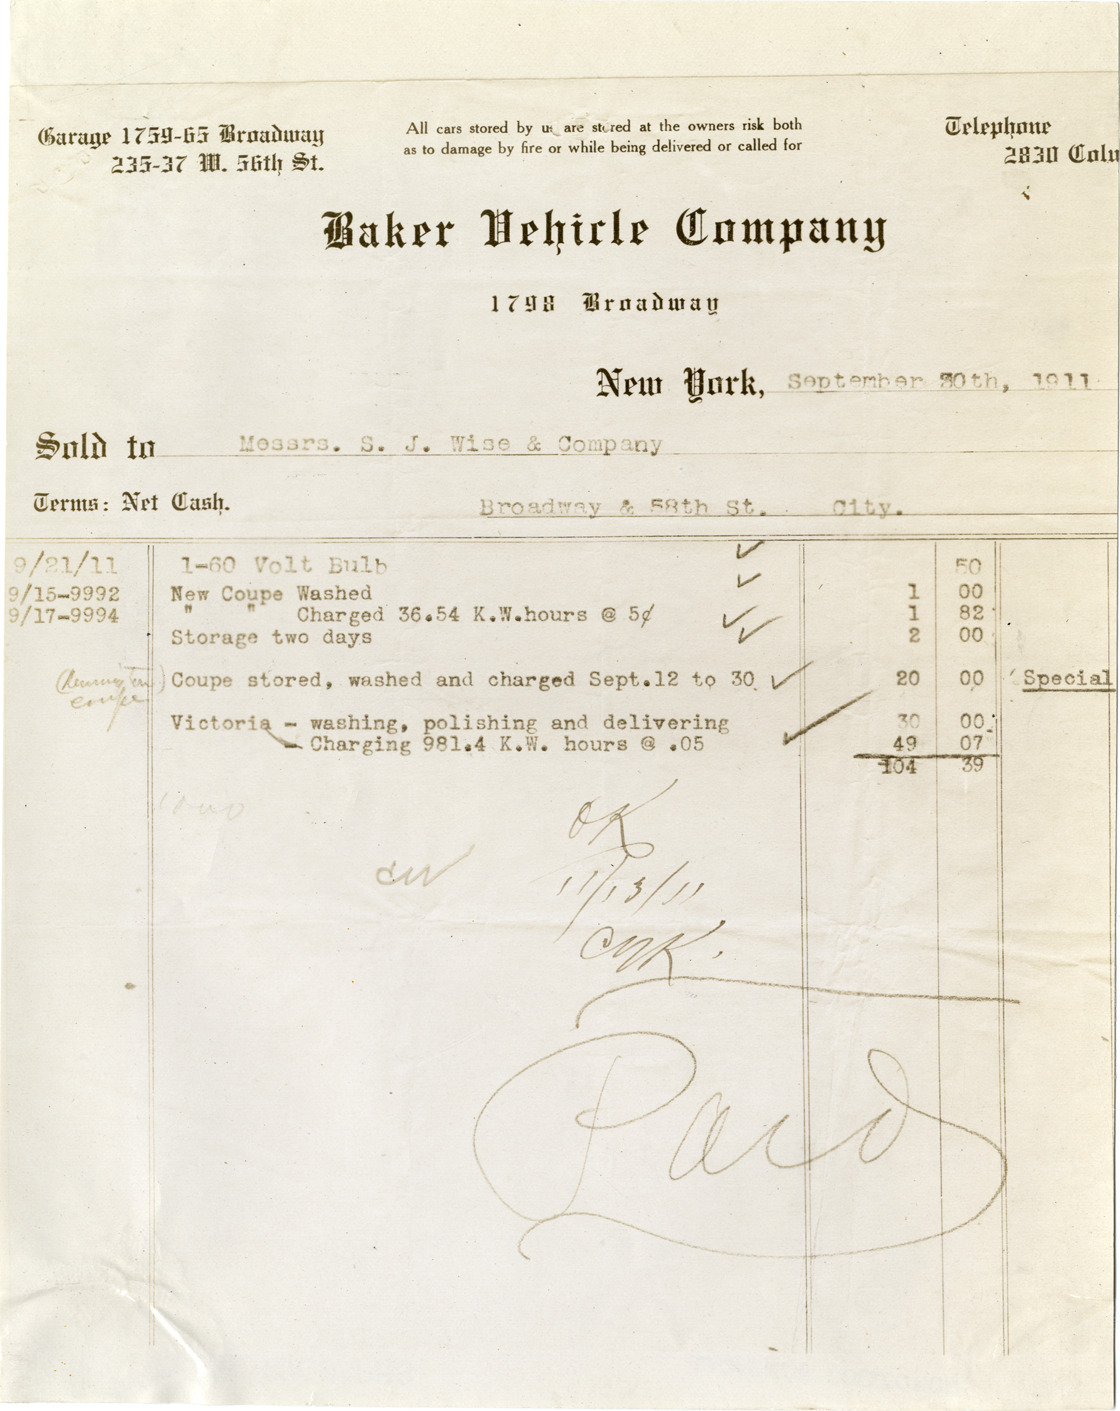 Garage 1759-65 Broadway
235-37 W. 56th St.
All cars stored by us are stored at the owners risk both
as to damage by fire or while being delivered or called for
Telephone
2830 Colu
Baker Vehicle Company
1798 Broadway
New York, September 30th, 1911
Sold to Messrs. S. J. Wise & Company
Terms: Net Cash. Broadway & 58th St. City.
9/21/11 1-60 Volt Bulb 50
9/15-9992 New Coupe Washed 1 00
9/17-9994 " " Charged 36.54 K.W.hours @ 5¢ 1 82
Storage two days 2 00
coupe
Coupe stored, washed and charged Sept.12 to 30 20 00 Special
Victoria - washing, polishing and delivering 30 00
- Charging 981.4 K.W. hours @ .05 49 07
104 39
OK
11/13/11
Paid